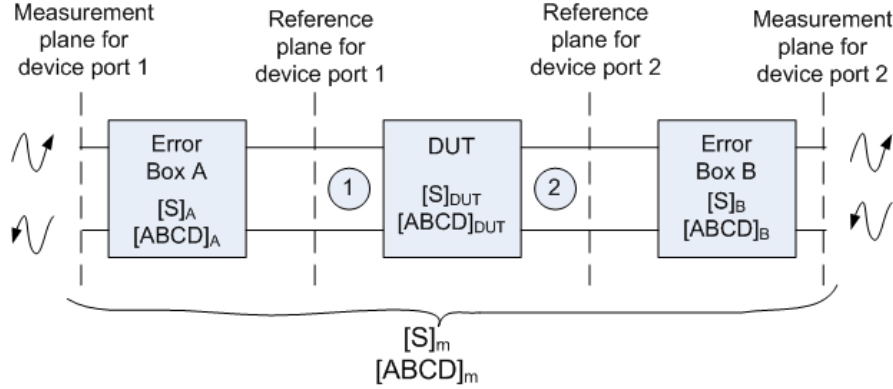 Measurement
plane for
device port 1
Reference
plane for
device port 1
Reference
plane for
device port 2
Measurement
plane for
device port 2
Error
Box A
[S]A
[ABCD]A
1
DUT
[S]DUT
[ABCD]DUT
2
Error
Box B
[S]B
[ABCD]B
[S]m
[ABCD]m